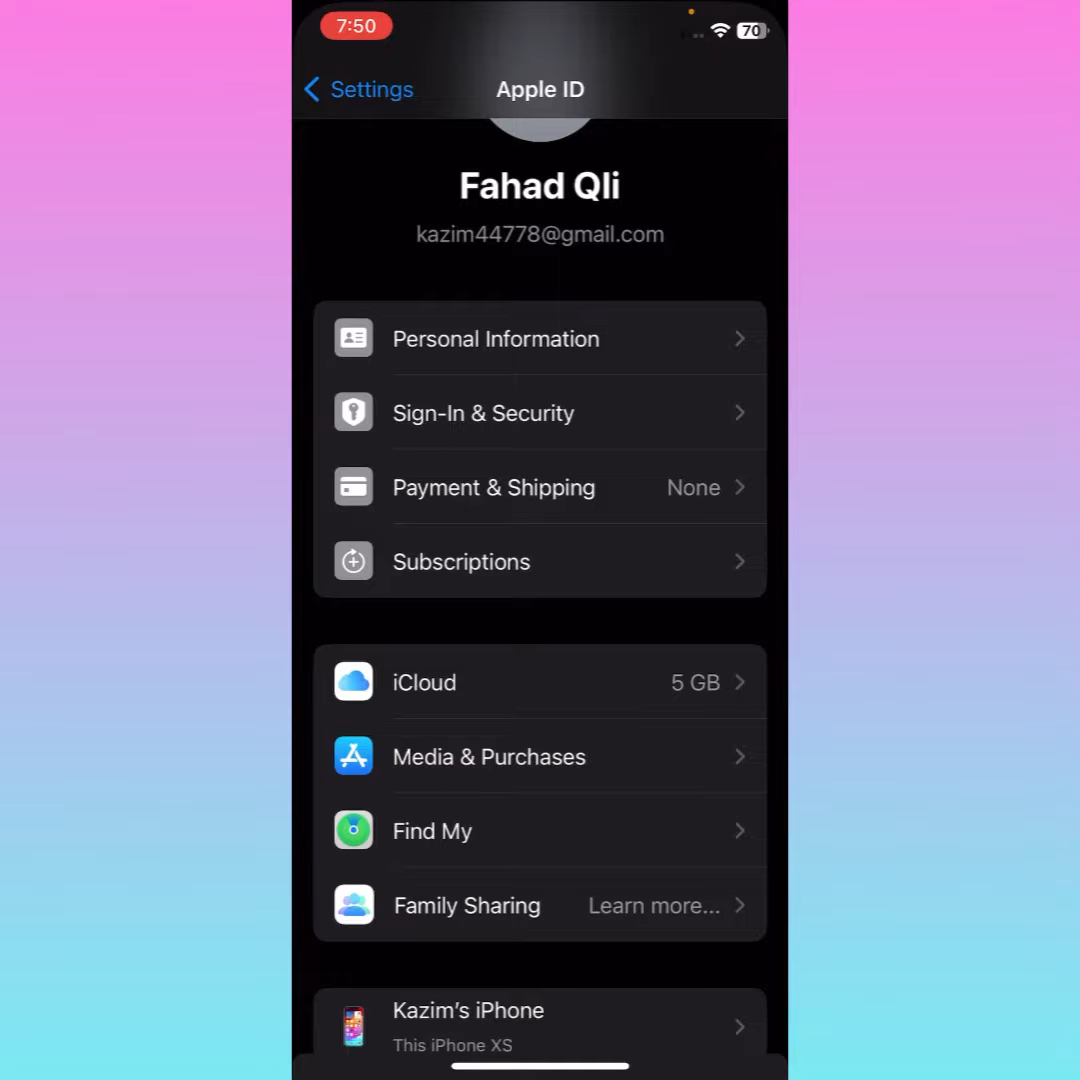 7:50
70
Settings
Apple ID
Fahad Qli
kazim44778@gmail.com
Personal Information
Sign-In & Security
Payment & Shipping None
Subscriptions
iCloud 5 GB
Media & Purchases
Find My
Family Sharing Learn more...
Kazim's iPhone
This iPhone XS